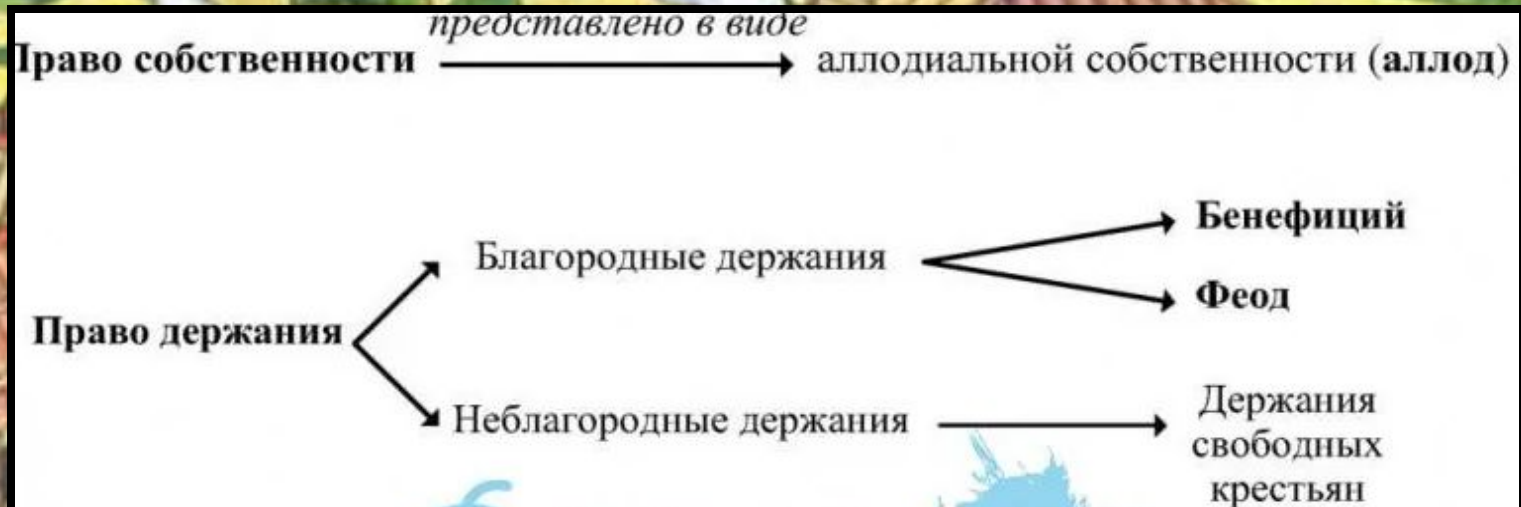 представлено в виде
Право собственности аллодиальной собственности (аллод)
Бенефиций
Благородные держания
Феод
Право держания
Неблагородные держания
Держания
свободных
крестьян